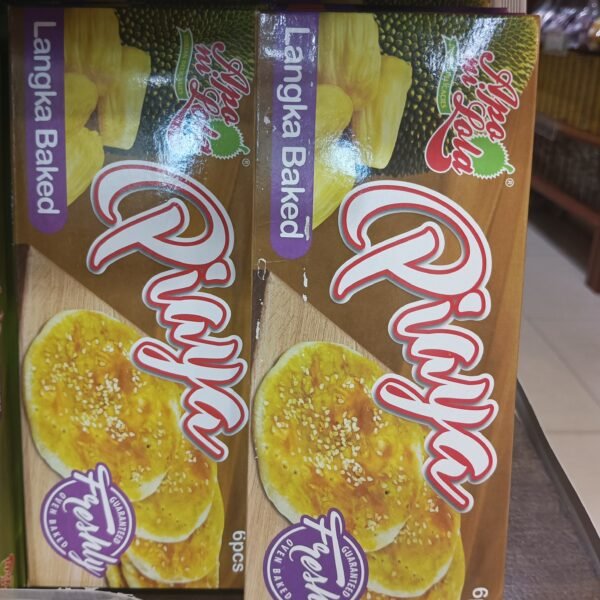 Langka Baked
Apo
ni Lola
Piaya
Freshly
GUARANTEED
OVEN BAKED
6pcs
Langka Baked
Apo
ni Lola
®
Piaya
GUARANTEED
OVEN BAKED
6